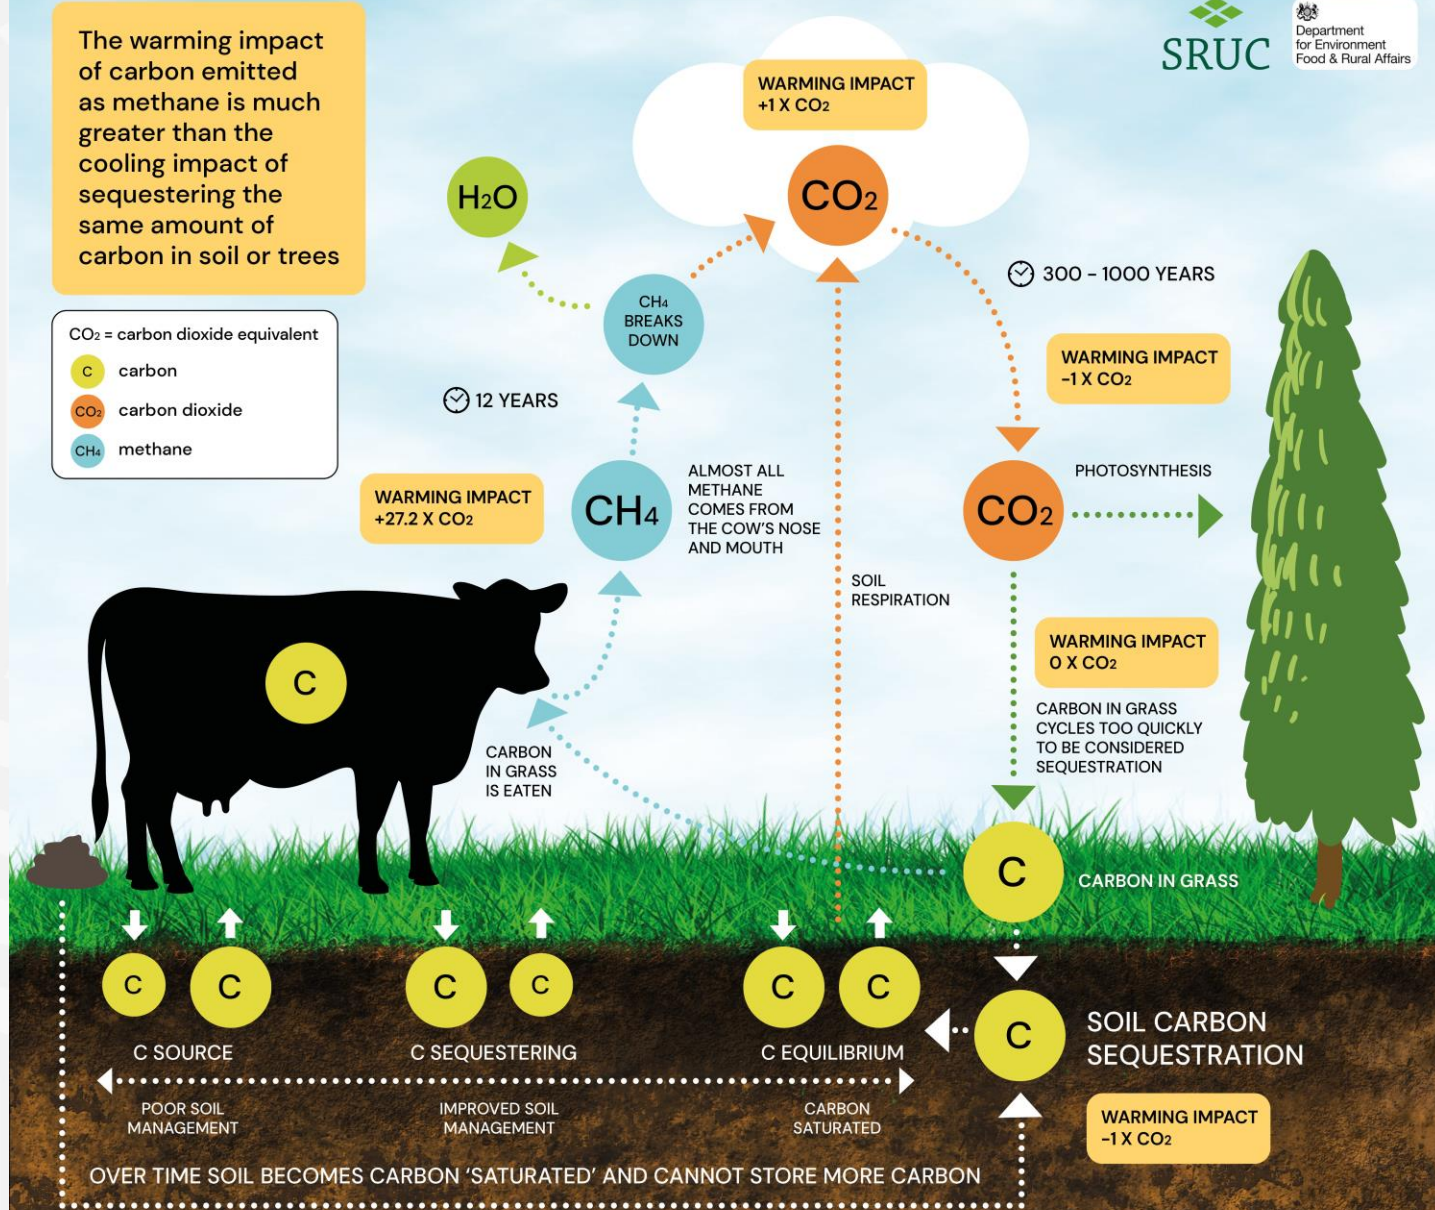 The warming impact
of carbon emitted
as methane is much
greater than the
cooling impact of
sequestering the
same amount of
carbon in soil or trees
SRUC
Department
for Environment
Food & Rural Affairs
CO2 = carbon dioxide equivalent
C carbon
CO2 carbon dioxide
CH4 methane
WARMING IMPACT
+1 X CO2
CO2
H2O
CH4
BREAKS
DOWN
300 - 1000 YEARS
WARMING IMPACT
-1 X CO2
12 YEARS
WARMING IMPACT
+27.2 X CO2
CH4
ALMOST ALL
METHANE
COMES FROM
THE COW'S NOSE
AND MOUTH
CO2
PHOTOSYNTHESIS
SOIL
RESPIRATION
WARMING IMPACT
0 X CO2
CARBON IN GRASS
CYCLES TOO QUICKLY
TO BE CONSIDERED
SEQUESTRATION
C
CARBON
IN GRASS
IS EATEN
C
CARBON IN GRASS
C
C
C SOURCE
C
C
C SEQUESTERING
C
C
C EQUILIBRIUM
C
SOIL CARBON
SEQUESTRATION
POOR SOIL
MANAGEMENT
IMPROVED SOIL
MANAGEMENT
CARBON
SATURATED
WARMING IMPACT
-1 X CO2
OVER TIME SOIL BECOMES CARBON 'SATURATED' AND CANNOT STORE MORE CARBON